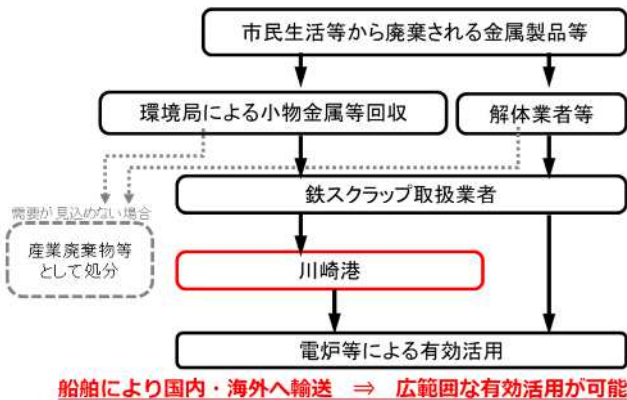 市民生活等から廃棄される金属製品等
環境局による小物金属等回収
解体業者等
鉄スクラップ取扱業者
需要が見込めない場合
産業廃棄物等
として処分
川崎港
電炉等による有効活用
船舶により国内・海外へ輸送　⇒　広範囲な有効活用が可能